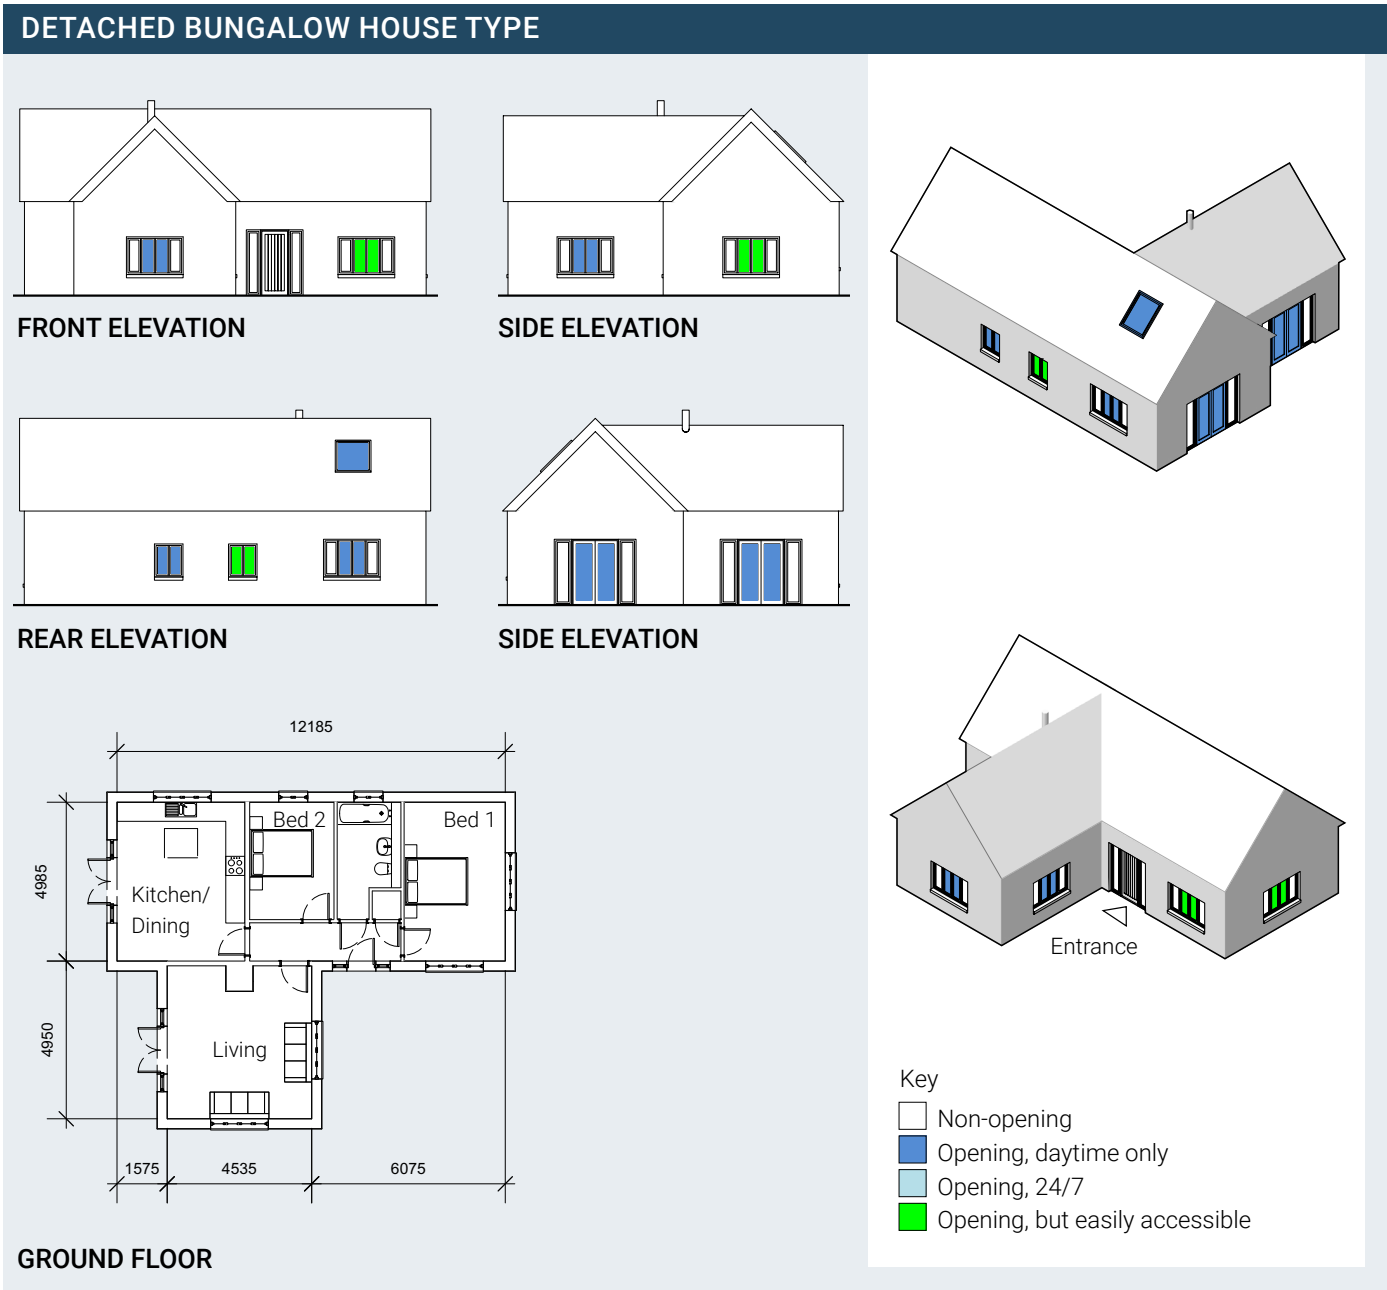 DETACHED BUNGALOW HOUSE TYPE
FRONT ELEVATION
SIDE ELEVATION
REAR ELEVATION
SIDE ELEVATION
12185
4985
4950
Bed 2
Bed 1
Kitchen/
Dining
Living
1575
4535
6075
GROUND FLOOR
Entrance
Key
Non-opening
Opening, daytime only
Opening, 24/7
Opening, but easily accessible